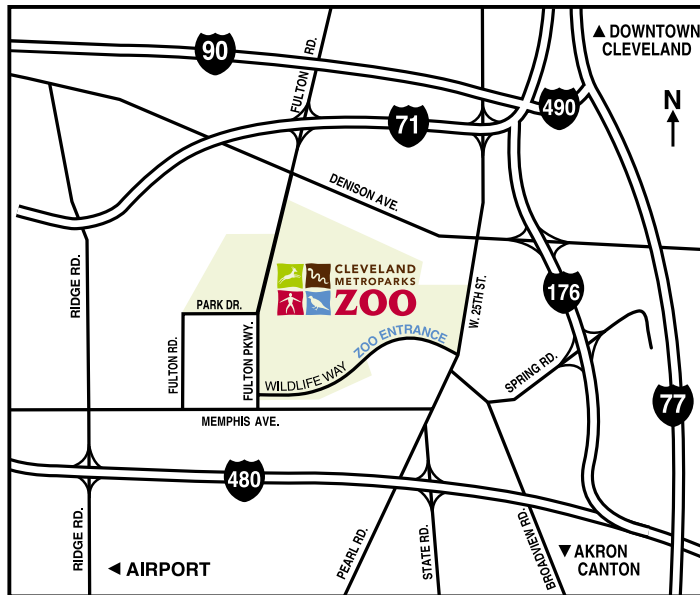 ▲ DOWNTOWN
CLEVELAND
90
FULTON RD.
71
490
N
DENISON AVE.
RIDGE RD.
CLEVELAND
METROPARKS
ZOO
W. 25TH ST.
176
PARK DR.
FULTON RD.
FULTON PKWY.
WILDLIFE WAY
ZOO ENTRANCE
SPRING RD.
77
MEMPHIS AVE.
480
RIDGE RD.
PEARL RD.
STATE RD.
BROADVIEW RD.
◄ AIRPORT
▼ AKRON
CANTON